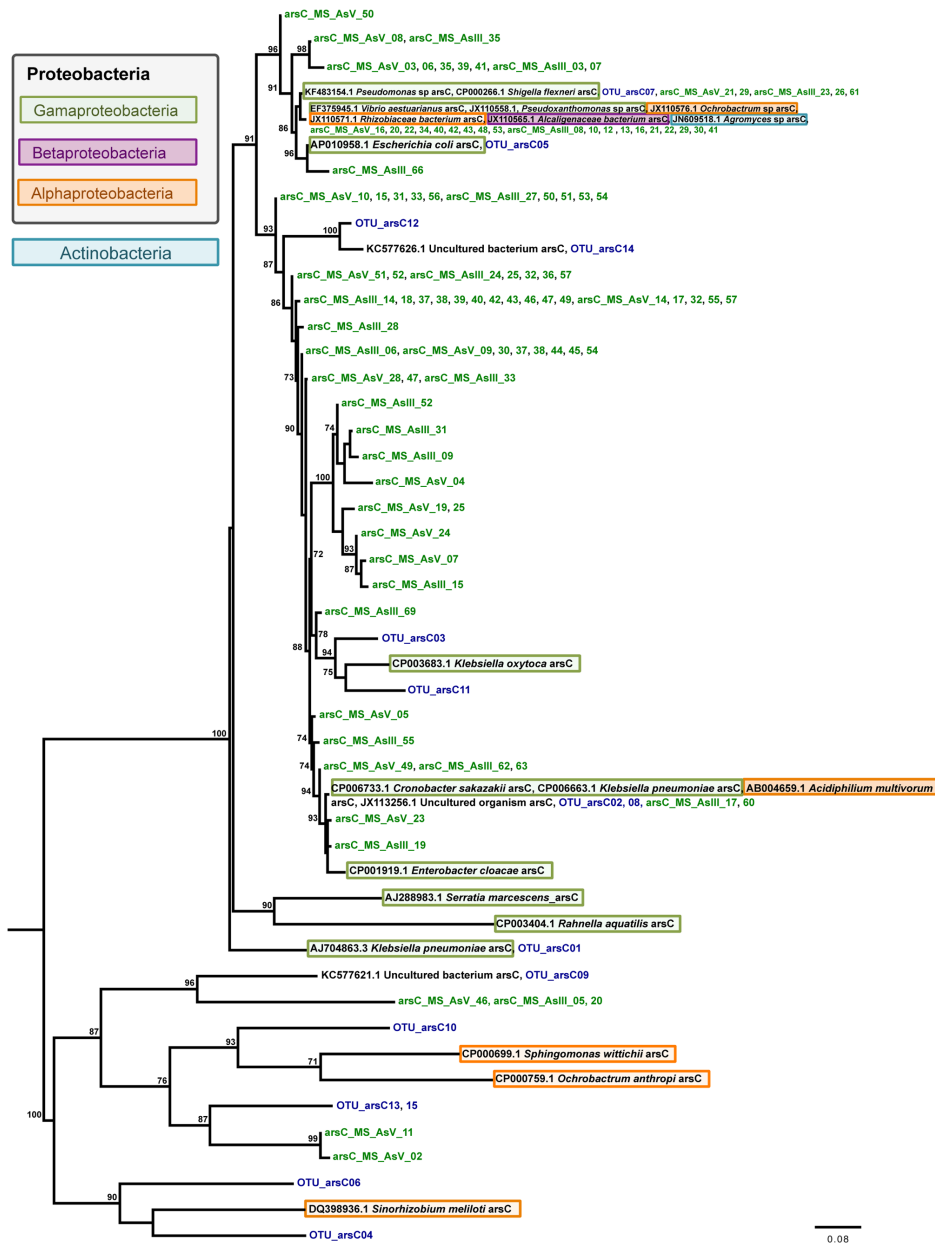 arsC_MS_AsV_50
96
arsC_MS_AsV_08, arsC_MS_AsIII_35
98
arsC_MS_AsV_03, 06, 35, 39, 41, arsC_MS_AsIII_03, 07
Proteobacteria
91
KF483154.1 Pseudomonas sp arsC, CP000266.1 Shigella flexneri arsC, OTU_arsC07, arsC_MS_AsV_21, 29, arsC_MS_AsIII_23, 26, 61
Gamaproteobacteria
EF375945.1 Vibrio aestuarianus arsC, JX110558.1, Pseudoxanthomonas sp arsC, JX110576.1 Ochrobactrum sp arsC,
JX110571.1 Rhizobiaceae bacterium arsC, JX110565.1 Alcaligenaceae bacterium arsC, JN609518.1 Agromyces sp arsC,
86
arsC_MS_AsV_16, 20, 22, 34, 40, 42, 43, 48, 53, arsC_MS_AsIII_08, 10, 12, 13, 16, 21, 22, 29, 30, 41
91
AP010958.1 Escherichia coli arsC, OTU_arsC05
Betaproteobacteria
96
arsC_MS_AsIII_66
Alphaproteobacteria
arsC_MS_AsV_10, 15, 31, 33, 56, arsC_MS_AsIII_27, 50, 51, 53, 54
OTU_arsC12
93
100
Actinobacteria
KC577626.1 Uncultured bacterium arsC, OTU_arsC14
87
arsC_MS_AsV_51, 52, arsC_MS_AsIII_24, 25, 32, 36, 57
86
arsC_MS_AsIII_14, 18, 37, 38, 39, 40, 42, 43, 46, 47, 49, arsC_MS_AsV_14, 17, 32, 55, 57
arsC_MS_AsIII_28
arsC_MS_AsIII_06, arsC_MS_AsV_09, 30, 37, 38, 44, 45, 54
73
arsC_MS_AsV_28, 47, arsC_MS_AsIII_33
arsC_MS_AsIII_52
90
74
arsC_MS_AsIII_31
arsC_MS_AsIII_09
100
arsC_MS_AsV_04
arsC_MS_AsV_19, 25
arsC_MS_AsV_24
93
72
arsC_MS_AsV_07
87
arsC_MS_AsIII_15
arsC_MS_AsIII_69
78
OTU_arsC03
88
94
CP003683.1 Klebsiella oxytoca arsC
75
OTU_arsC11
arsC_MS_AsV_05
100
74
arsC_MS_AsIII_55
74
arsC_MS_AsV_49, arsC_MS_AsIII_62, 63
94
CP006733.1 Cronobacter sakazakii arsC, CP006663.1 Klebsiella pneumoniae arsC, AB004659.1 Acidiphilium multivorum
arsC, JX113256.1 Uncultured organism arsC, OTU_arsC02, 08, arsC_MS_AsIII_17, 60
93
arsC_MS_AsV_23
arsC_MS_AsIII_19
CP001919.1 Enterobacter cloacae arsC
AJ288983.1 Serratia marcescens_arsC
90
CP003404.1 Rahnella aquatilis arsC
AJ704863.3 Klebsiella pneumoniae arsC, OTU_arsC01
KC577621.1 Uncultured bacterium arsC, OTU_arsC09
96
arsC_MS_AsV_46, arsC_MS_AsIII_05, 20
87
OTU_arsC10
93
CP000699.1 Sphingomonas wittichii arsC
71
CP000759.1 Ochrobactrum anthropi arsC
76
OTU_arsC13, 15
100
87
arsC_MS_AsV_11
99
arsC_MS_AsV_02
OTU_arsC06
90
DQ398936.1 Sinorhizobium meliloti arsC
OTU_arsC04
0.08